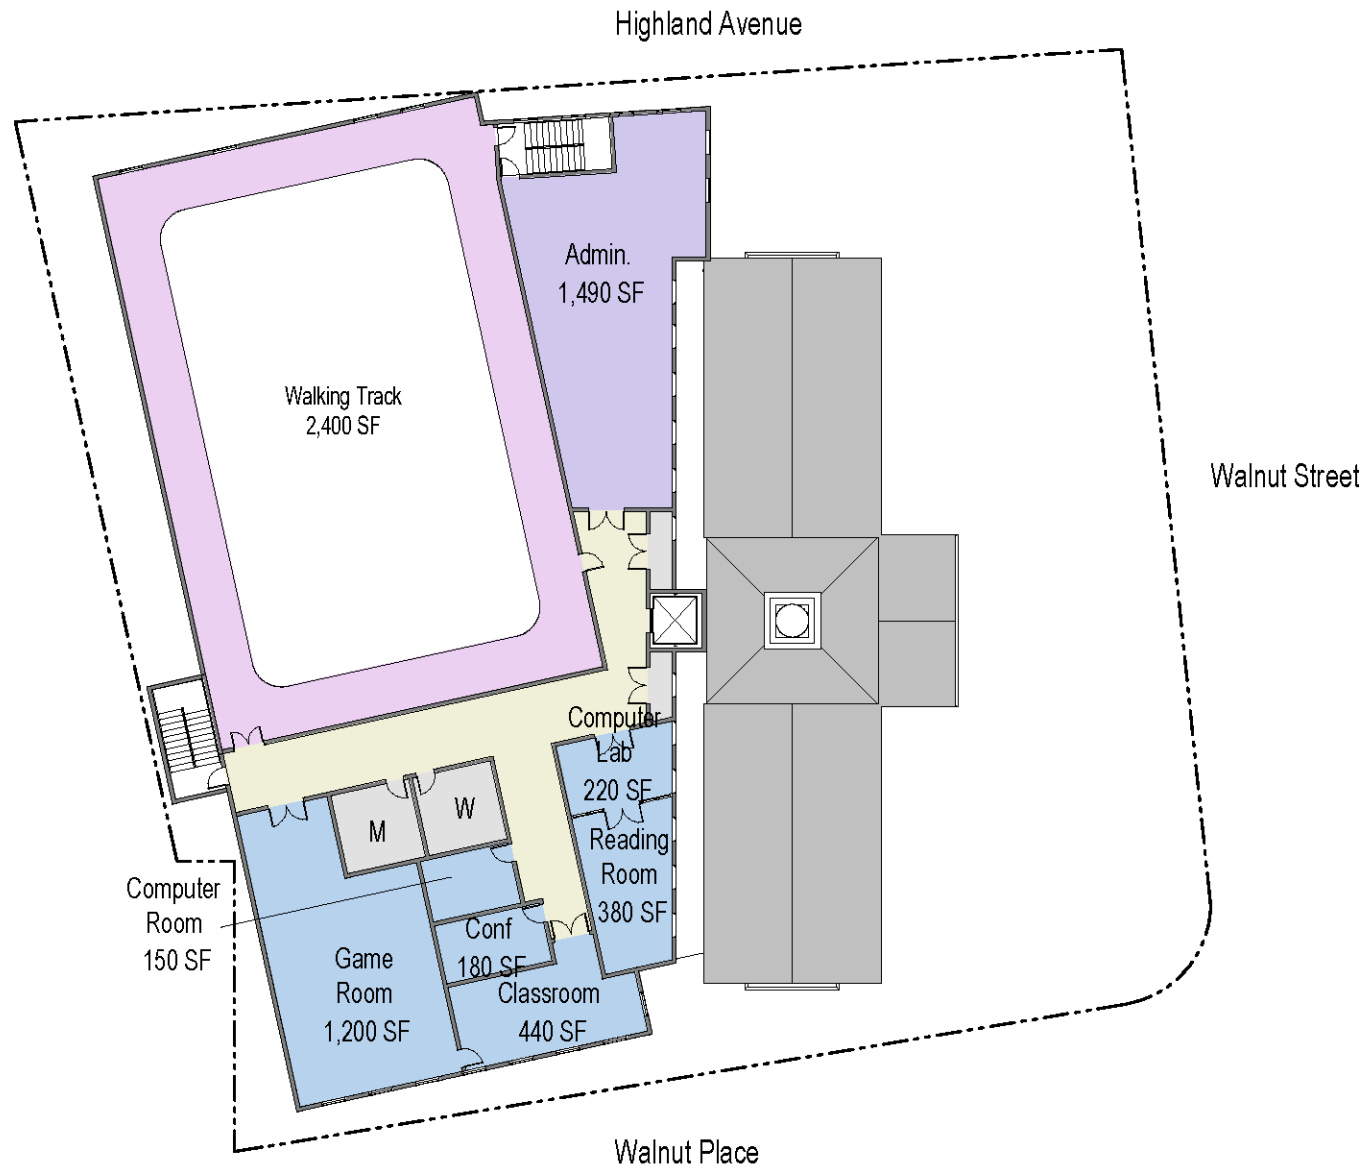 Highland Avenue
Admin.
1,490 SF
Walking Track
2,400 SF
Walnut Street
Computer
Lab
220 SF
M
W
Reading
Room
380 SF
Computer
Room
150 SF
Conf
180 SF
Game
Room
1,200 SF
Classroom
440 SF
Walnut Place